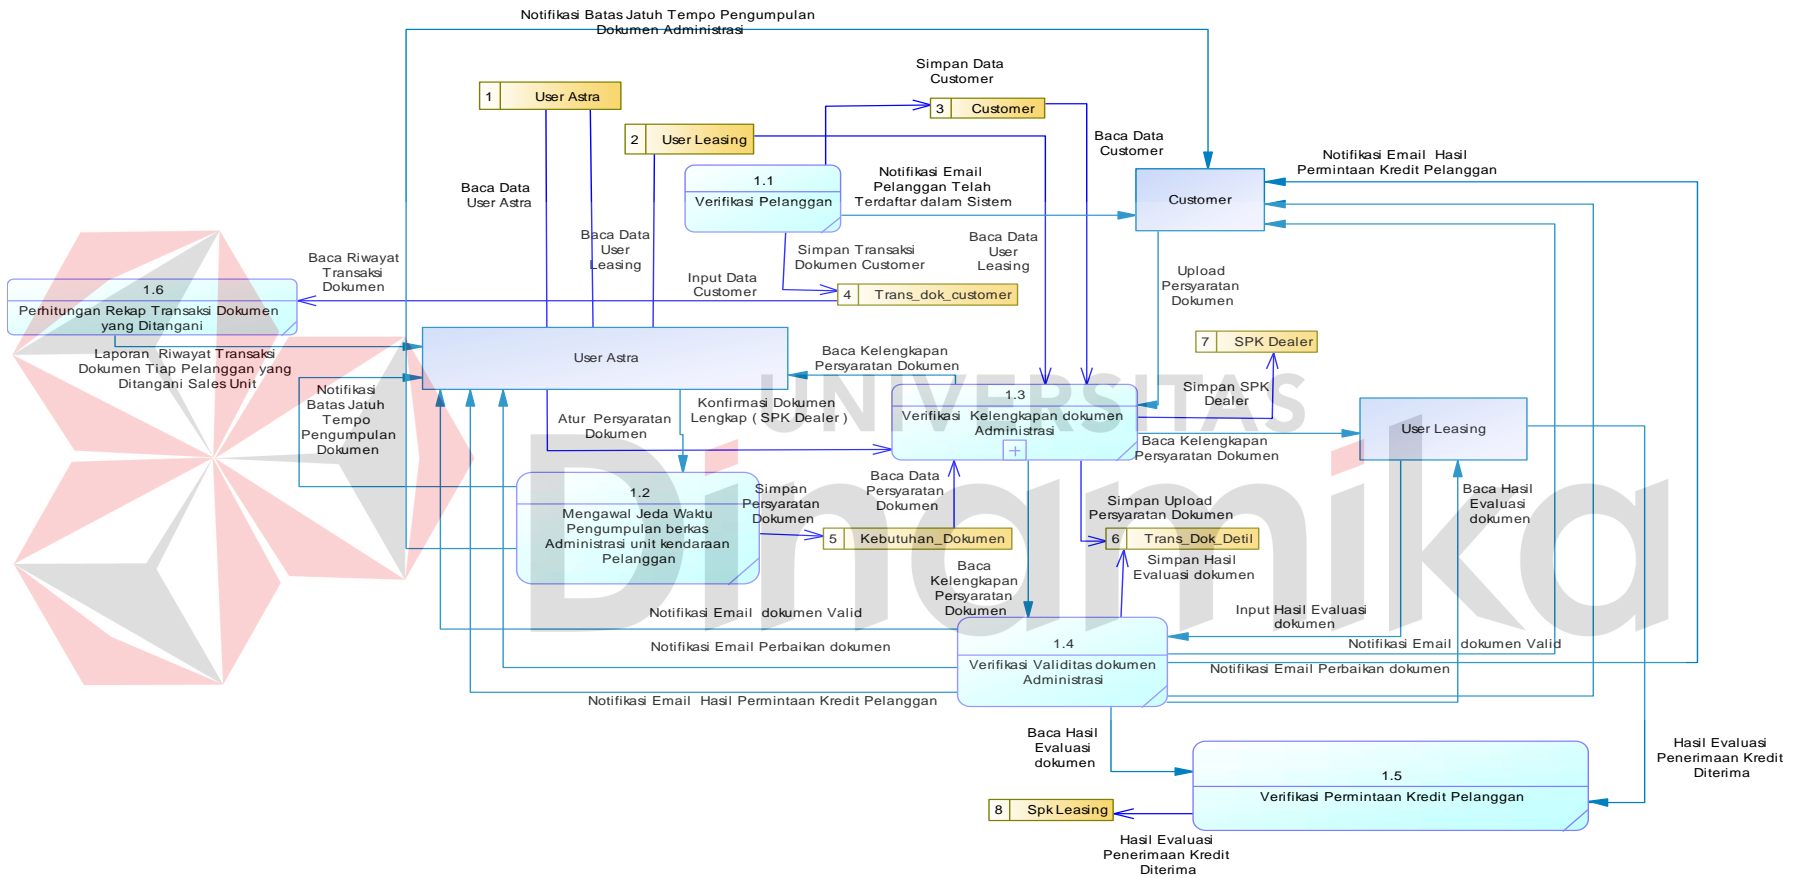 Notifikasi Batas Jatuh Tempo Pengumpulan
Dokumen Administrasi
Simpan Data
Customer
1 User Astra
3 Customer
2 User Leasing
Baca Data
Customer
Notifikasi Email Hasil
Permintaan Kredit Pelanggan
1.1
Verifikasi Pelanggan
Notifikasi Email
Pelanggan Telah
Terdaftar dalam Sistem
Customer
Baca Data
User Astra
Baca Data
User
Leasing
Baca Data
User
Leasing
Simpan Transaksi
Dokumen Customer
Baca Riwayat
Transaksi
Dokumen
Input Data
Customer
Upload
Persyaratan
Dokumen
1.6
Perhitungan Rekap Transaksi Dokumen
yang Ditangani
4 Trans_dok_customer
7 SPK Dealer
User Astra
Laporan Riwayat Transaksi
Dokumen Tiap Pelanggan yang
Ditangani Sales Unit
Baca Kelengkapan
Persyaratan Dokumen
Notifikasi
Batas Jatuh
Tempo
Pengumpulan
Dokumen
UNIVERSITAS
Dinamika
Simpan SPK
Dealer
1.3
Verifikasi Kelengkapan dokumen
Administrasi
Konfirmasi Dokumen
Lengkap ( SPK Dealer )
Atur Persyaratan
Dokumen
User Leasing
Baca Kelengkapan
Persyaratan Dokumen
1.2
Mengawal Jeda Waktu
Pengumpulan berkas
Administrasi unit kendaraan
Pelanggan
Simpan
Persyaratan
Dokumen
Baca Data
Persyaratan
Dokumen
Simpan Upload
Persyaratan Dokumen
Baca Hasil
Evaluasi
dokumen
5 Kebutuhan_Dokumen
6 Trans_Dok_Detil
Simpan Hasil
Evaluasi dokumen
Baca
Kelengkapan
Persyaratan
Dokumen
Notifikasi Email dokumen Valid
Input Hasil Evaluasi
dokumen
Notifikasi Email Perbaikan dokumen
1.4
Verifikasi Validitas dokumen
Administrasi
Notifikasi Email dokumen Valid
Notifikasi Email Perbaikan dokumen
Notifikasi Email Hasil Permintaan Kredit Pelanggan
Baca Hasil
Evaluasi
dokumen
Hasil Evaluasi
Penerimaan Kredit
Diterima
1.5
Verifikasi Permintaan Kredit Pelanggan
8 Spk Leasing
Hasil Evaluasi
Penerimaan Kredit
Diterima